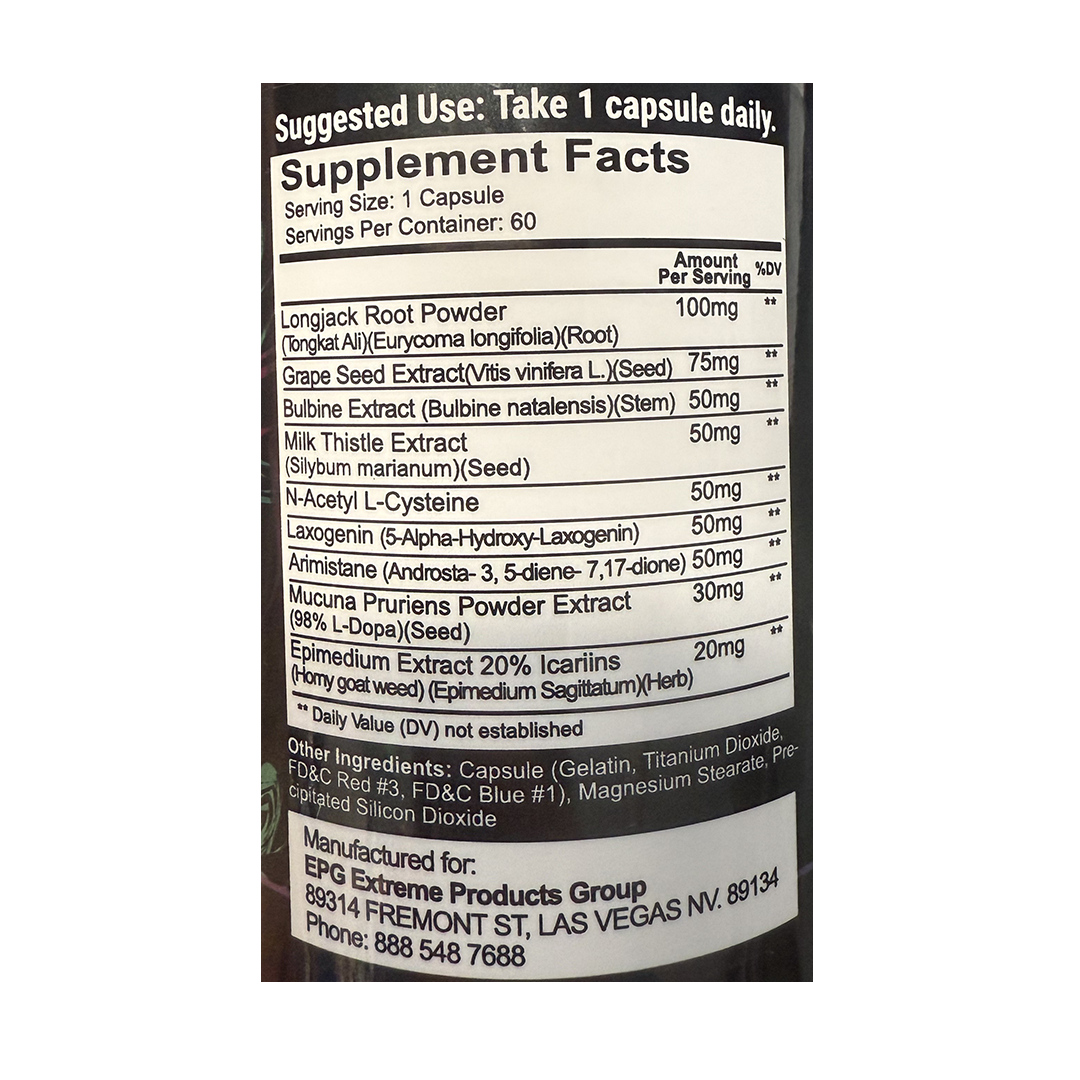 Suggested Use: Take 1 capsule daily.
Supplement Facts
Serving Size: 1 Capsule
Servings Per Container: 60
Amount
Per Serving %DV
Longjack Root Powder 100mg **
(Tongkat Ali)(Eurycoma longifolia)(Root)
Grape Seed Extract(Vitis vinifera L.)(Seed) 75mg **
Bulbine Extract (Bulbine natalensis)(Stem) 50mg **
Milk Thistle Extract 50mg **
(Silybum marianum)(Seed)
N-Acetyl L-Cysteine 50mg **
Laxogenin (5-Alpha-Hydroxy-Laxogenin) 50mg **
Arimistane (Androsta- 3, 5-diene- 7,17-dione) 50mg **
Mucuna Pruriens Powder Extract 30mg **
(98% L-Dopa)(Seed)
Epimedium Extract 20% Icariins 20mg **
(Horny goat weed) (Epimedium Sagittatum)(Herb)
** Daily Value (DV) not established
Other Ingredients: Capsule (Gelatin, Titanium Dioxide,
FD&C Red #3, FD&C Blue #1), Magnesium Stearate, Pre-
cipitated Silicon Dioxide
Manufactured for:
EPG Extreme Products Group
89314 FREMONT ST, LAS VEGAS NV. 89134
Phone: 888 548 7688